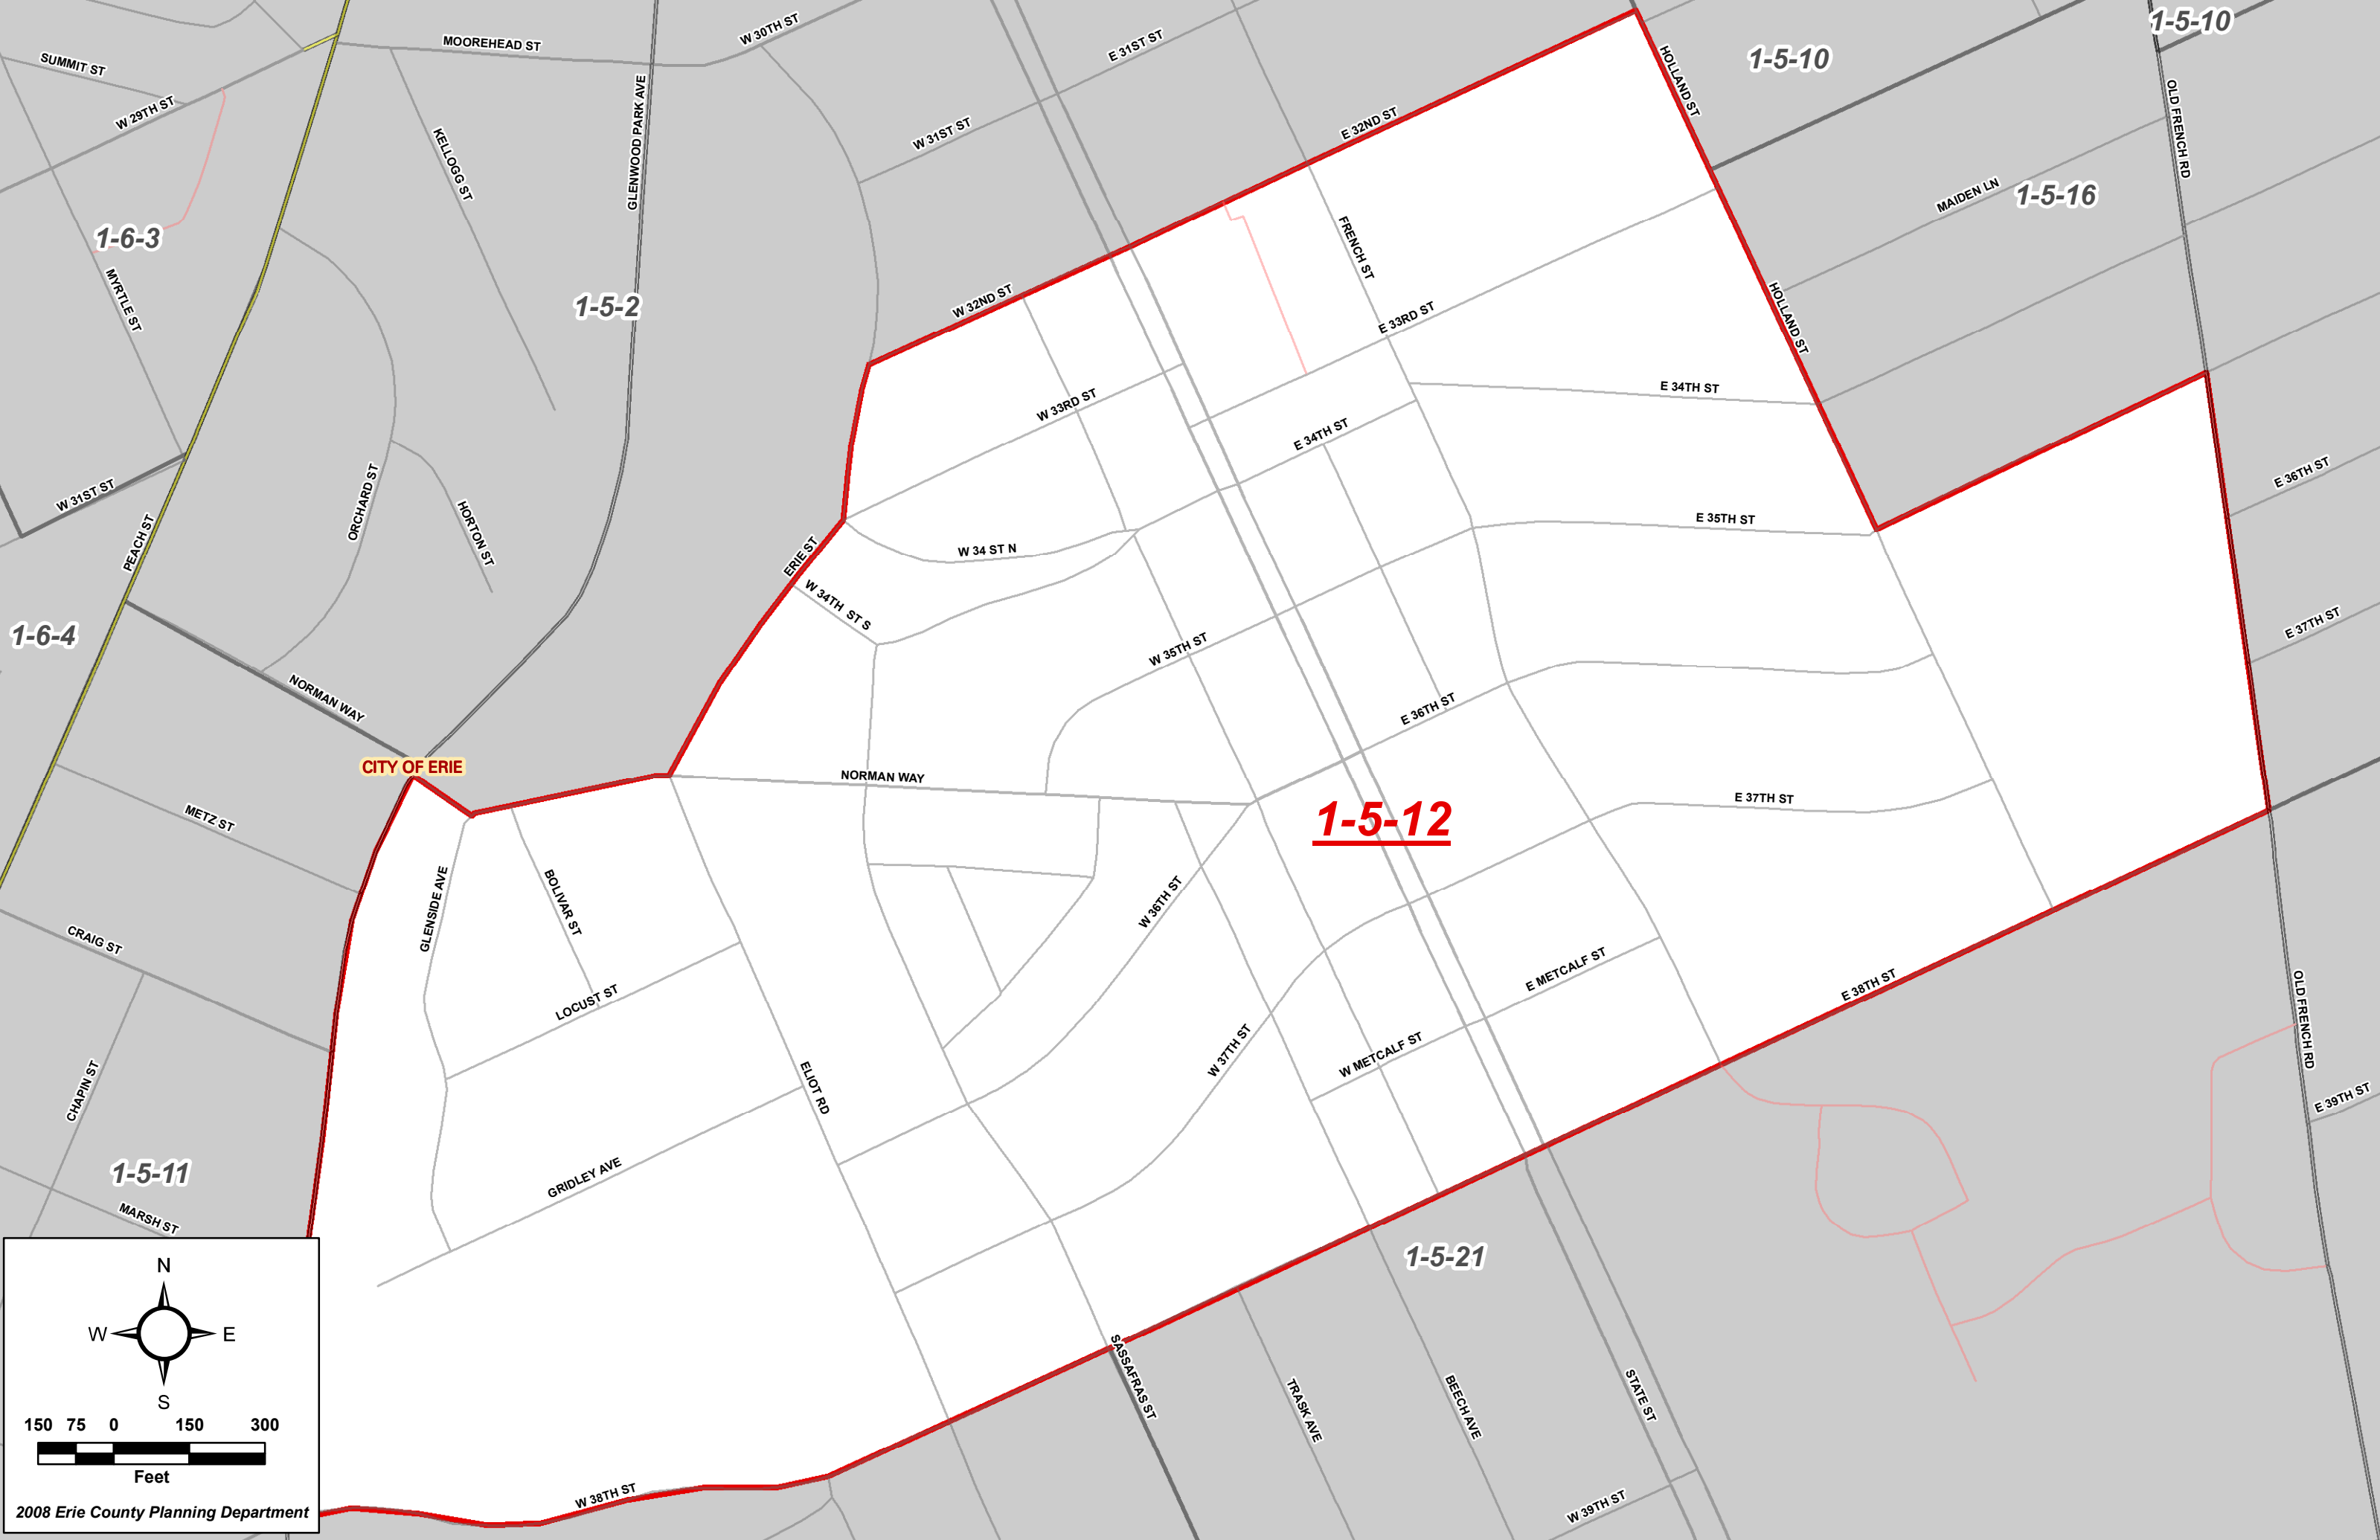 1-5-10
1-5-10
MOOREHEAD ST
W 30TH ST
E 31ST ST
SUMMIT ST
W 29TH ST
GLENWOOD PARK AVE
KELLOGG ST
W 31ST ST
E 32ND ST
HOLLAND ST
OLD FRENCH RD
MAIDEN LN
1-5-16
1-6-3
MYRTLE ST
1-5-2
W 32ND ST
FRENCH ST
E 33RD ST
HOLLAND ST
W 33RD ST
E 34TH ST
E 34TH ST
W 31ST ST
PEACH ST
ORCHARD ST
HORTON ST
ERIE ST
W 34 ST N
W 34TH ST S
E 35TH ST
E 36TH ST
1-6-4
W 35TH ST
E 37TH ST
NORMAN WAY
E 36TH ST
CITY OF ERIE
NORMAN WAY
E 37TH ST
1-5-12
METZ ST
GLENSIDE AVE
BOLIVAR ST
W 36TH ST
CRAIG ST
LOCUST ST
E METCALF ST
E 38TH ST
OLD FRENCH RD
CHAPIN ST
ELIOT RD
W 37TH ST
W METCALF ST
E 39TH ST
1-5-11
GRIDLEY AVE
MARSH ST
1-5-21
SASSAFRAS ST
TRASK AVE
BEECH AVE
STATE ST
W 38TH ST
W 39TH ST
N
W E
S
150 75 0 150 300
Feet
2008 Erie County Planning Department